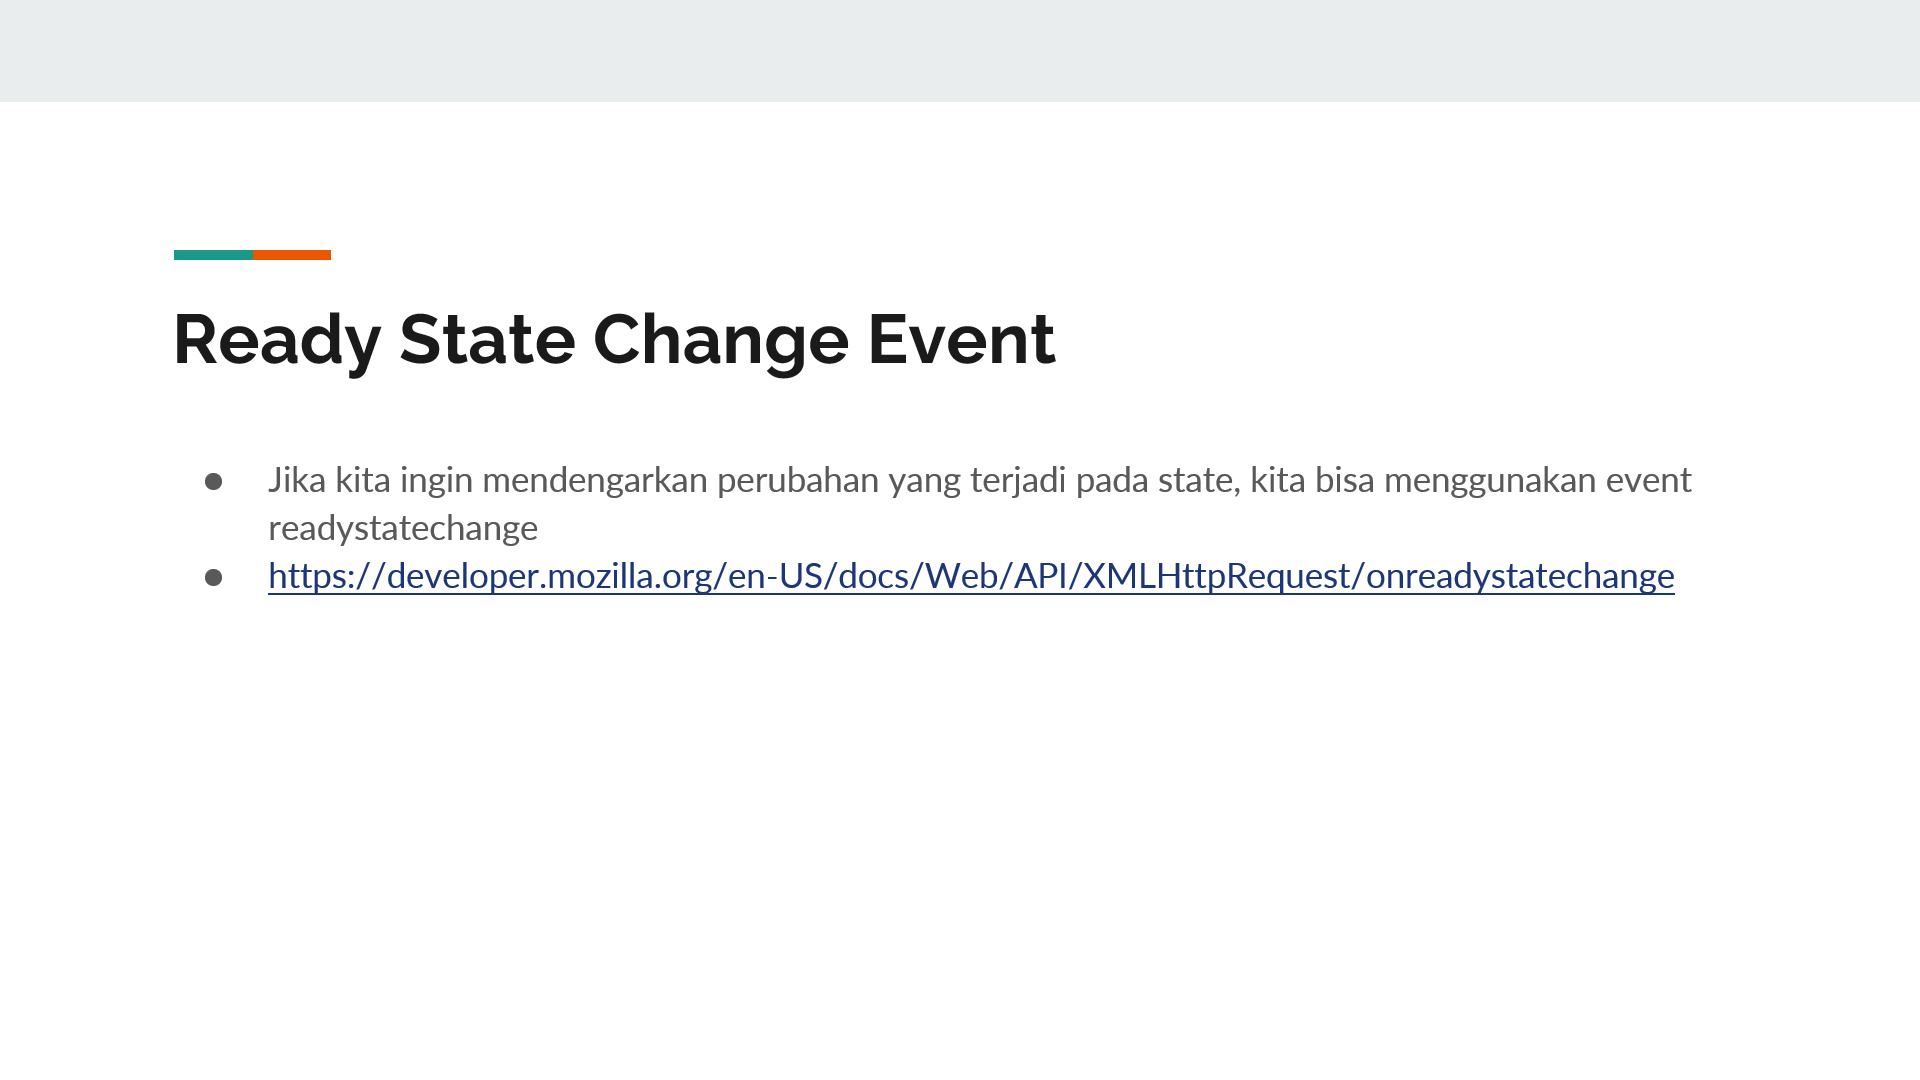 Ready State Change Event
● Jika kita ingin mendengarkan perubahan yang terjadi pada state, kita bisa menggunakan event
readystatechange
● https://developer.mozilla.org/en-US/docs/Web/API/XMLHttpRequest/onreadystatechange